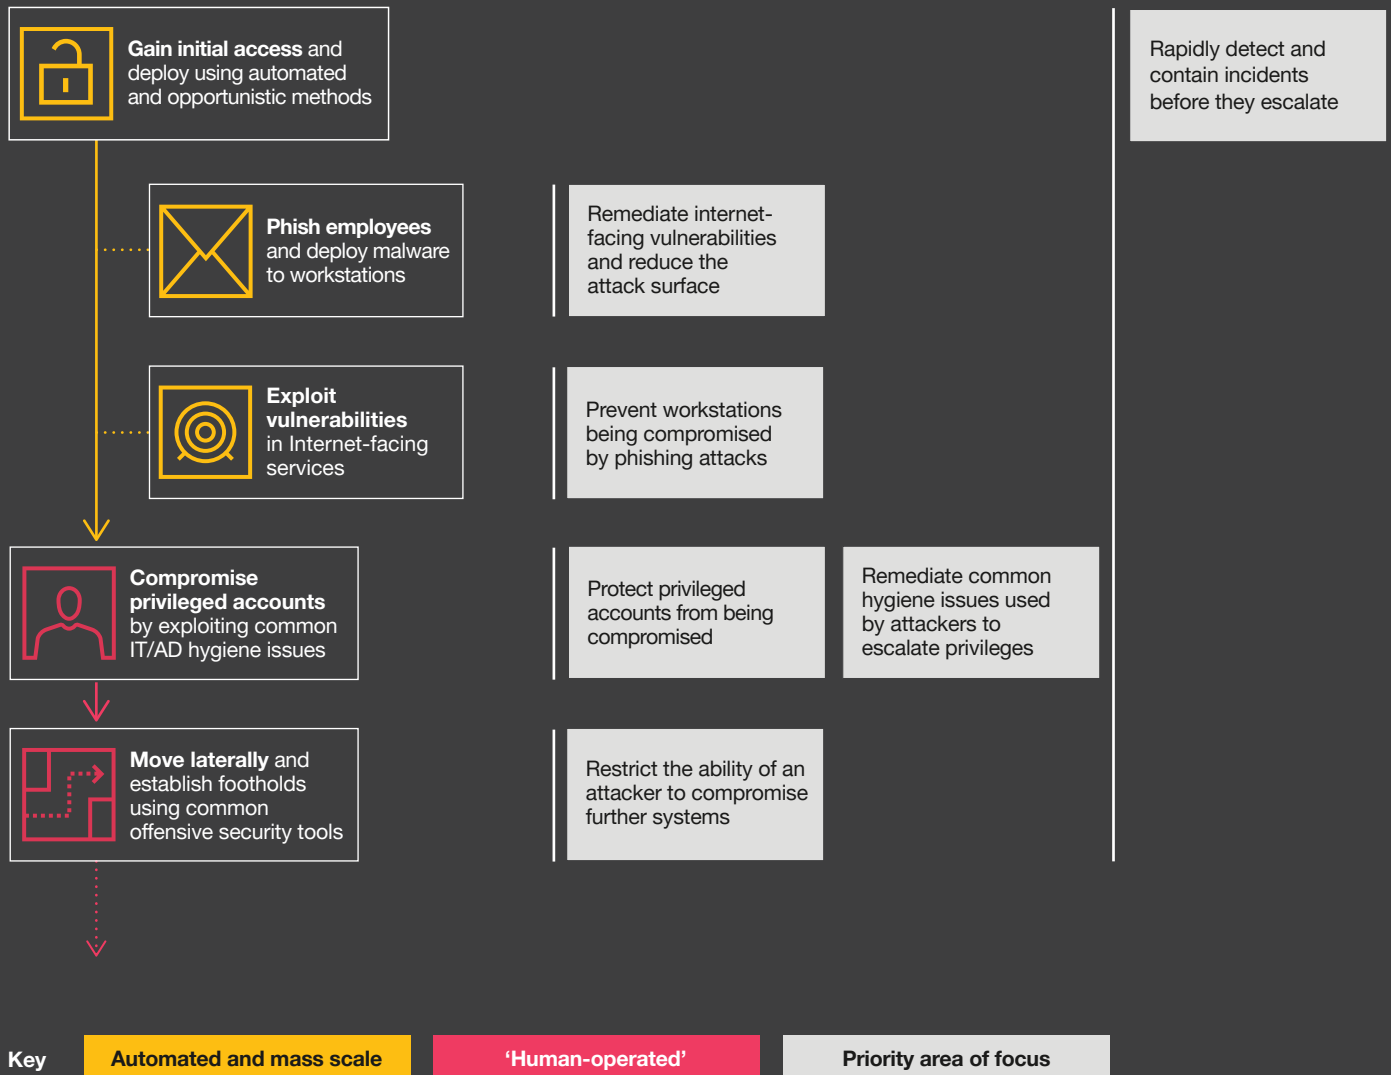 Gain initial access and
deploy using automated
and opportunistic methods
Rapidly detect and
contain incidents
before they escalate
Phish employees
and deploy malware
to workstations
Remediate internet-
facing vulnerabilities
and reduce the
attack surface
Exploit
vulnerabilities
in Internet-facing
services
Prevent workstations
being compromised
by phishing attacks
Compromise
privileged accounts
by exploiting common
IT/AD hygiene issues
Protect privileged
accounts from being
compromised
Remediate common
hygiene issues used
by attackers to
escalate privileges
Move laterally and
establish footholds
using common
offensive security tools
Restrict the ability of an
attacker to compromise
further systems
Key
Automated and mass scale
‘Human-operated’
Priority area of focus